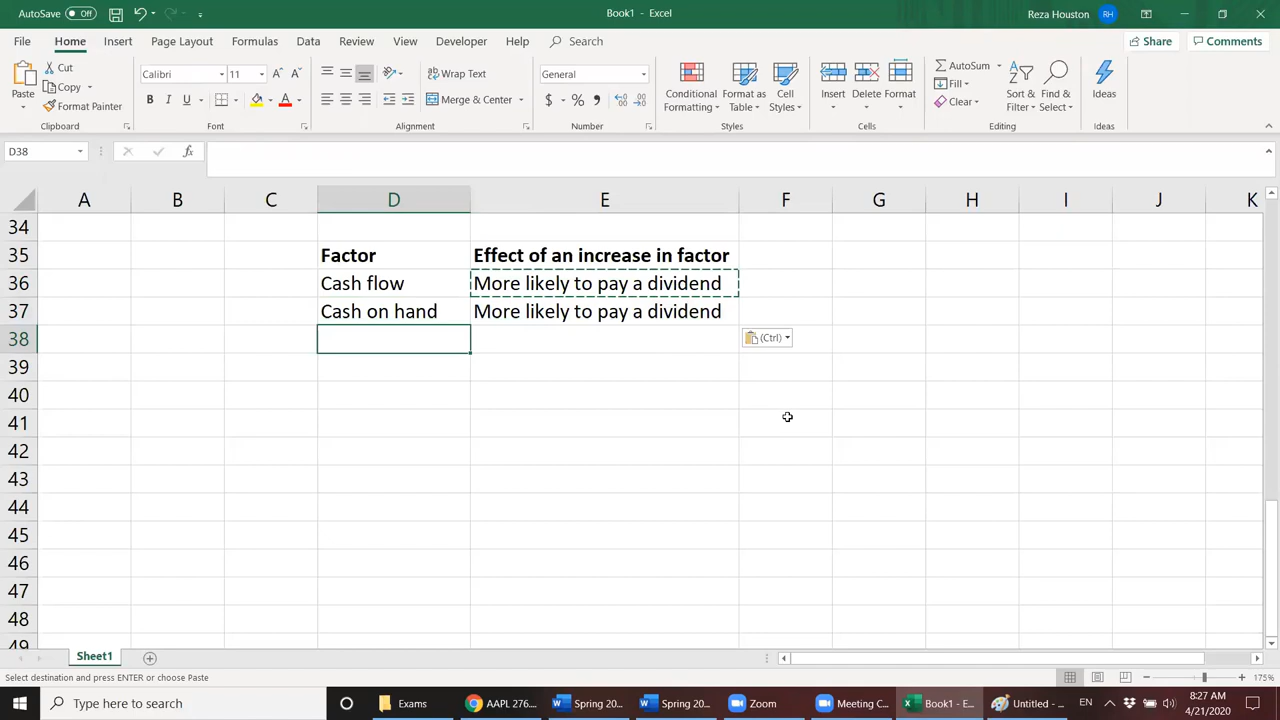 AutoSave Off
Book1 - Excel
Reza Houston RH
File Home Insert Page Layout Formulas Data Review View Developer Help Search
Share Comments
Paste
Cut
Copy
Format Painter
Clipboard
Calibri 11
B I U
Font
Wrap Text
Merge & Center
Alignment
General
$ % ,
Number
Conditional Formatting
Format as Table
Cell Styles
Styles
Insert Delete Format
Cells
AutoSum
Fill
Clear
Sort & Filter
Find & Select
Editing
Ideas
Ideas
D38 fx
A B C D E F G H I J K
34
35 Factor Effect of an increase in factor
36 Cash flow More likely to pay a dividend
37 Cash on hand More likely to pay a dividend
38 (Ctrl)
39
40
41
42
43
44
45
46
47
48
49
Sheet1
Select destination and press ENTER or choose Paste
175%
Type here to search
Exams
AAPL 276....
Spring 20...
Spring 20...
Zoom
Meeting C...
Book1 - E...
Untitled - ...
EN
8:27 AM
4/21/2020